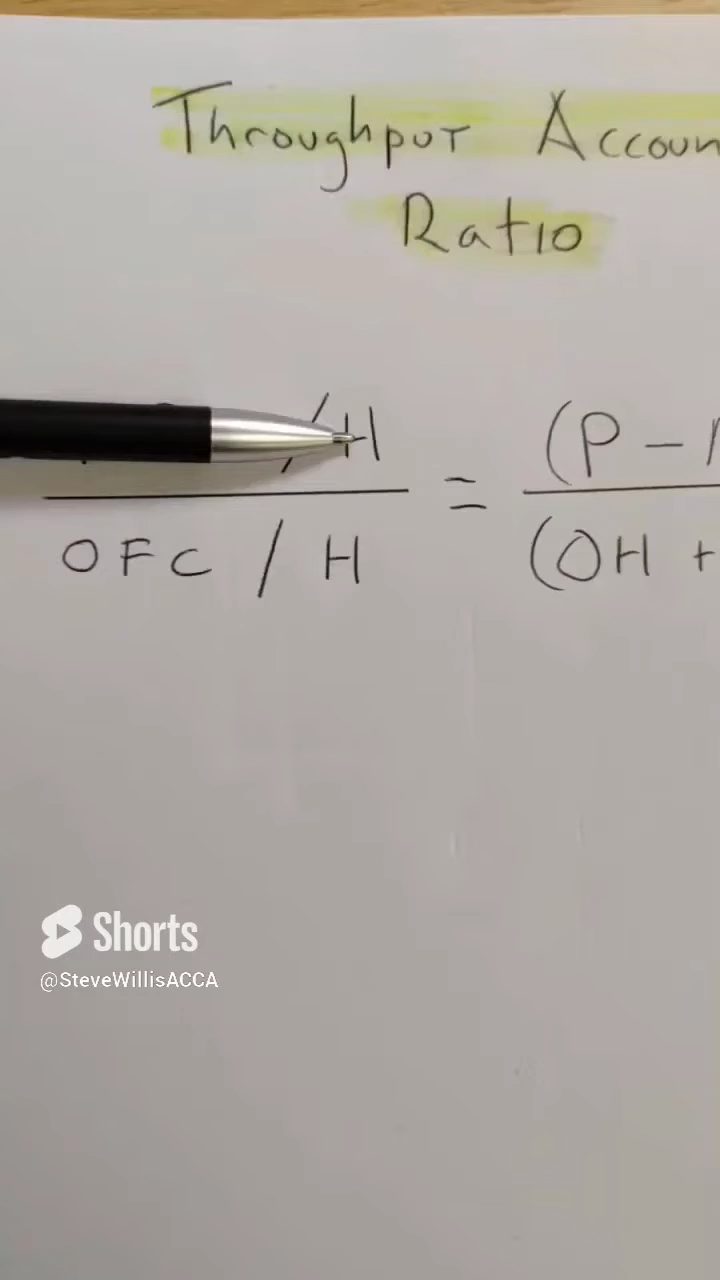 Throughput Accoun
Ratio
/H = (P -
OFC / H (OH +
Shorts
@SteveWillisACCA